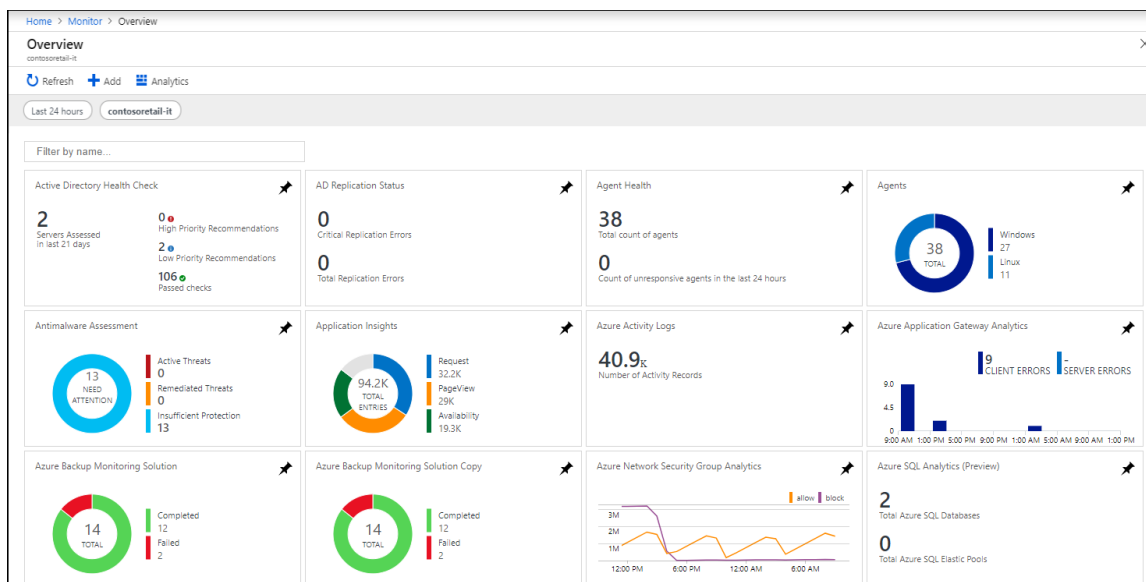 Home > Monitor > Overview
Overview
contosoretail-it
Refresh Add Analytics
Last 24 hours contosoretail-it
Filter by name...
Active Directory Health Check
2
Servers Assessed
in last 21 days
0
High Priority Recommendations
2
Low Priority Recommendations
106
Passed checks
AD Replication Status
0
Critical Replication Errors
0
Total Replication Errors
Agent Health
38
Total count of agents
0
Count of unresponsive agents in the last 24 hours
Agents
38
TOTAL
Windows
27
Linux
11
Antimalware Assessment
13
NEED
ATTENTION
Active Threats
0
Remediated Threats
0
Insufficient Protection
13
Application Insights
94.2K
TOTAL
ENTRIES
Request
32.2K
PageView
29K
Availability
19.3K
Azure Activity Logs
40.9K
Number of Activity Records
Azure Application Gateway Analytics
9
CLIENT ERRORS
-
SERVER ERRORS
9.0
4.5
0
9:00 AM 1:00 PM 5:00 PM 9:00 PM 1:00 AM 5:00 AM 9:00 AM 1:00 PM
Azure Backup Monitoring Solution
14
TOTAL
Completed
12
Failed
2
Azure Backup Monitoring Solution Copy
14
TOTAL
Completed
12
Failed
2
Azure Network Security Group Analytics
allow block
3M
2M
1M
12:00 PM 6:00 PM 12:00 AM 6:00 AM
Azure SQL Analytics (Preview)
2
Total Azure SQL Databases
0
Total Azure SQL Elastic Pools